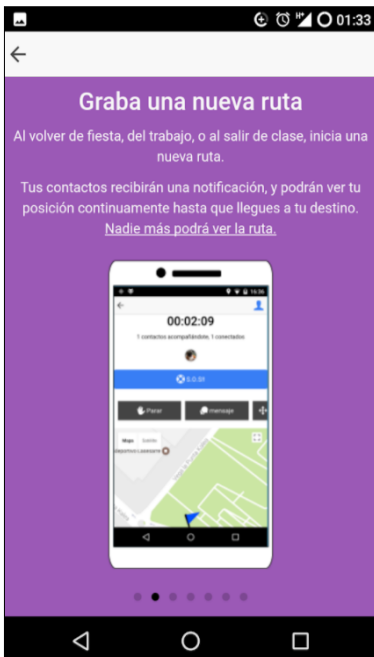 H+ 01:33
Graba una nueva ruta
Al volver de fiesta, del trabajo, o al salir de clase, inicia una
nueva ruta.
Tus contactos recibirán una notificación, y podrán ver tu
posición continuamente hasta que llegues a tu destino.
Nadie más podrá ver la ruta.
16:36
00:02:09
1 contactos acompañándote, 1 conectados
S.O.S!
Parar mensaje
Mapa Satélite